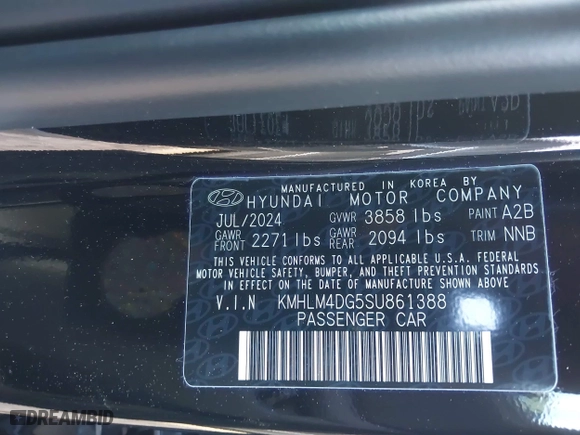 MANUFACTURED IN KOREA BY
HYUNDAI MOTOR COMPANY
JUL/2024 GVWR 3858 lbs PAINT A2B
GAWR FRONT 2271 lbs GAWR REAR 2094 lbs TRIM NNB
THIS VEHICLE CONFORMS TO ALL APPLICABLE U.S.A. FEDERAL
MOTOR VEHICLE SAFETY, BUMPER, AND THEFT PREVENTION STANDARDS
IN EFFECT ON THE DATE OF MANUFACTURE SHOWN ABOVE
V.I.N KMHLM4DG5SU861388
PASSENGER CAR
DREAMBID